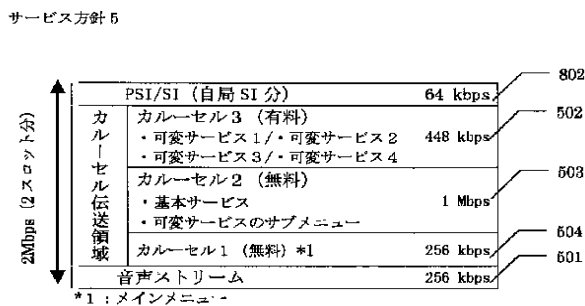 サービス方針5
PSI/SI (自局SI分) 64 kbps
802
カルーセル3 (有料)
・可変サービス1/・可変サービス2 448 kbps
・可変サービス3/・可変サービス4
502
カルーセル2 (無料)
・基本サービス 1 Mbps
・可変サービスのサブメニュー
503
カルーセル1 (無料) *1 256 kbps
504
音声ストリーム 256 kbps
501
カルーセル伝送領域
2Mbps (2スロット分)
*1:メインメニュー